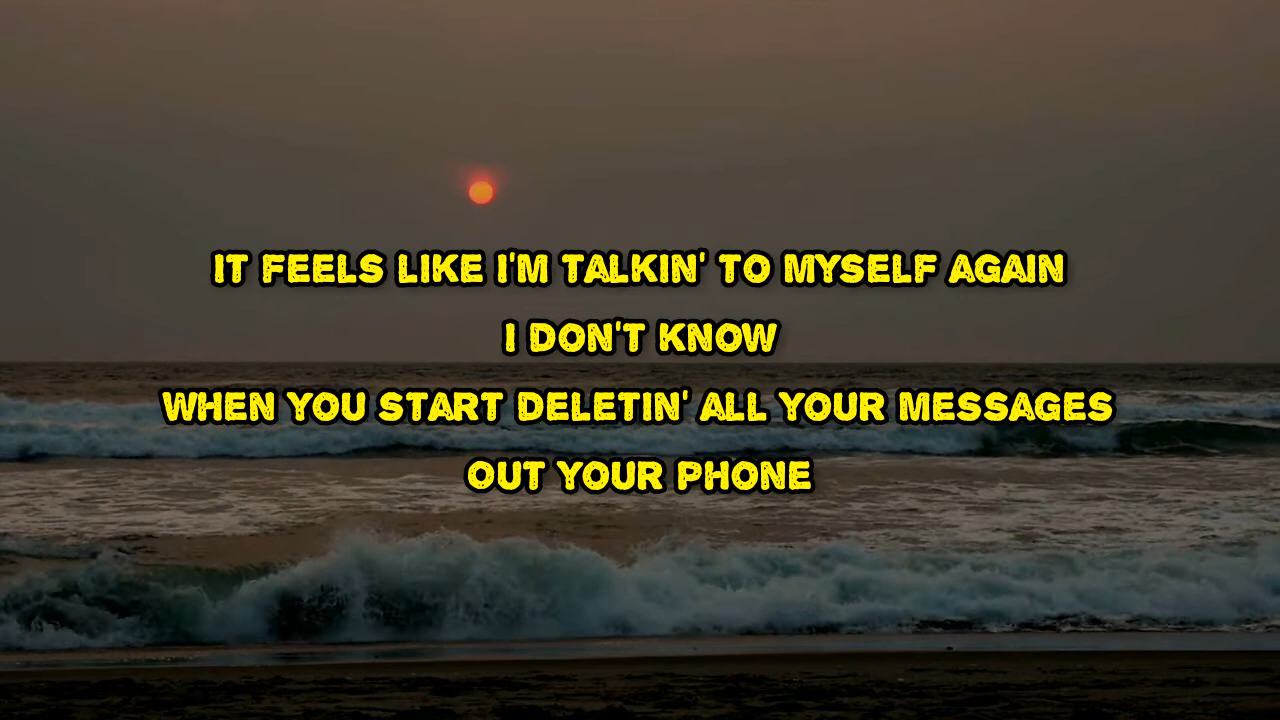 IT FEELS LIKE I'M TALKIN' TO MYSELF AGAIN
I DON'T KNOW
WHEN YOU START DELETIN' ALL YOUR MESSAGES
OUT YOUR PHONE